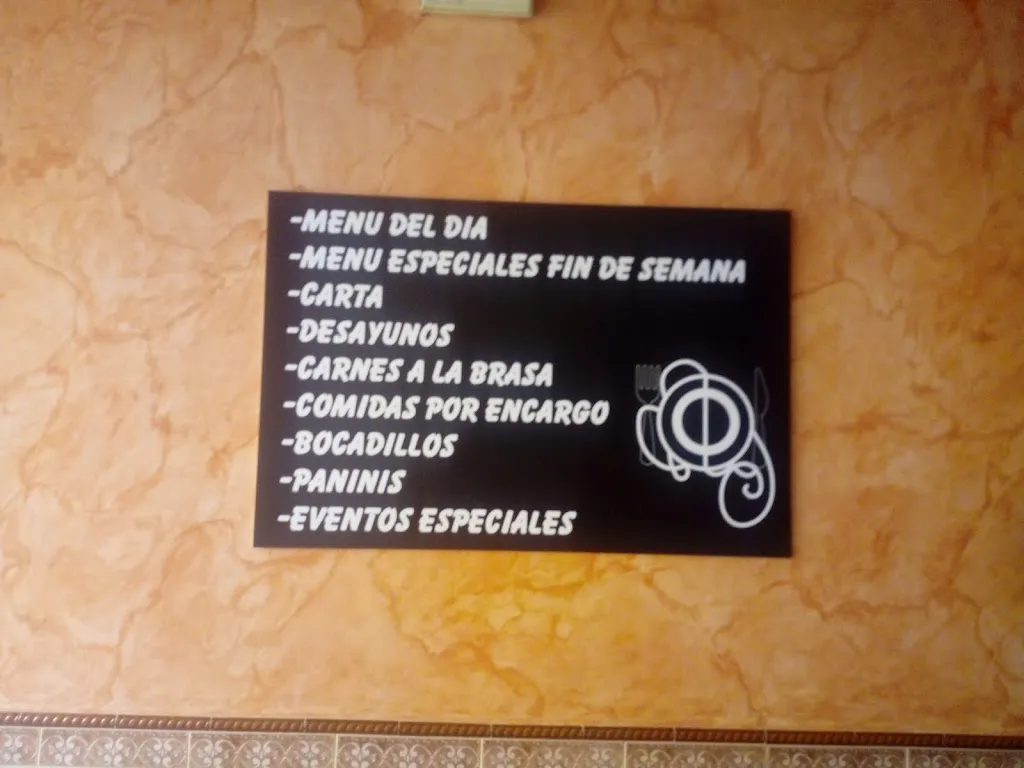 -MENU DEL DIA
-MENU ESPECIALES FIN DE SEMANA
-CARTA
-DESAYUNOS
-CARNES A LA BRASA
-COMIDAS POR ENCARGO
-BOCADILLOS
-PANINIS
-EVENTOS ESPECIALES